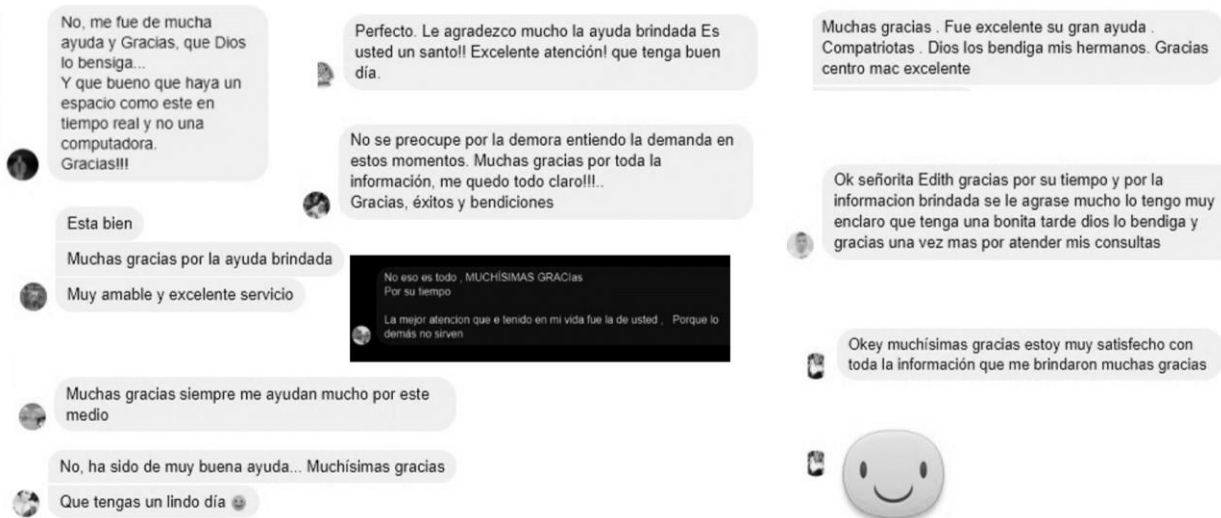 No, me fue de mucha
ayuda y Gracias, que Dios
lo bensiga...
Y que bueno que haya un
espacio como este en
tiempo real y no una
computadora.
Gracias!!!
Esta bien
Muchas gracias por la ayuda brindada
Muy amable y excelente servicio
Muchas gracias siempre me ayudan mucho por este
medio
No, ha sido de muy buena ayuda... Muchísimas gracias
Que tengas un lindo día
Perfecto. Le agradezco mucho la ayuda brindada Es
usted un santo!! Excelente atención! que tenga buen
día.
No se preocupe por la demora entiendo la demanda en
estos momentos. Muchas gracias por toda la
información, me quedo todo claro!!!..
Gracias, éxitos y bendiciones
No eso es todo , MUCHÍSIMAS GRACIas
Por su tiempo
La mejor atencion que e tenido en mi vida fue la de usted , Porque lo
demás no sirven
Muchas gracias . Fue excelente su gran ayuda .
Compatriotas . Dios los bendiga mis hermanos. Gracias
centro mac excelente
Ok señorita Edith gracias por su tiempo y por la
informacion brindada se le agrase mucho lo tengo muy
enclaro que tenga una bonita tarde dios lo bendiga y
gracias una vez mas por atender mis consultas
Okey muchísimas gracias estoy muy satisfecho con
toda la información que me brindaron muchas gracias